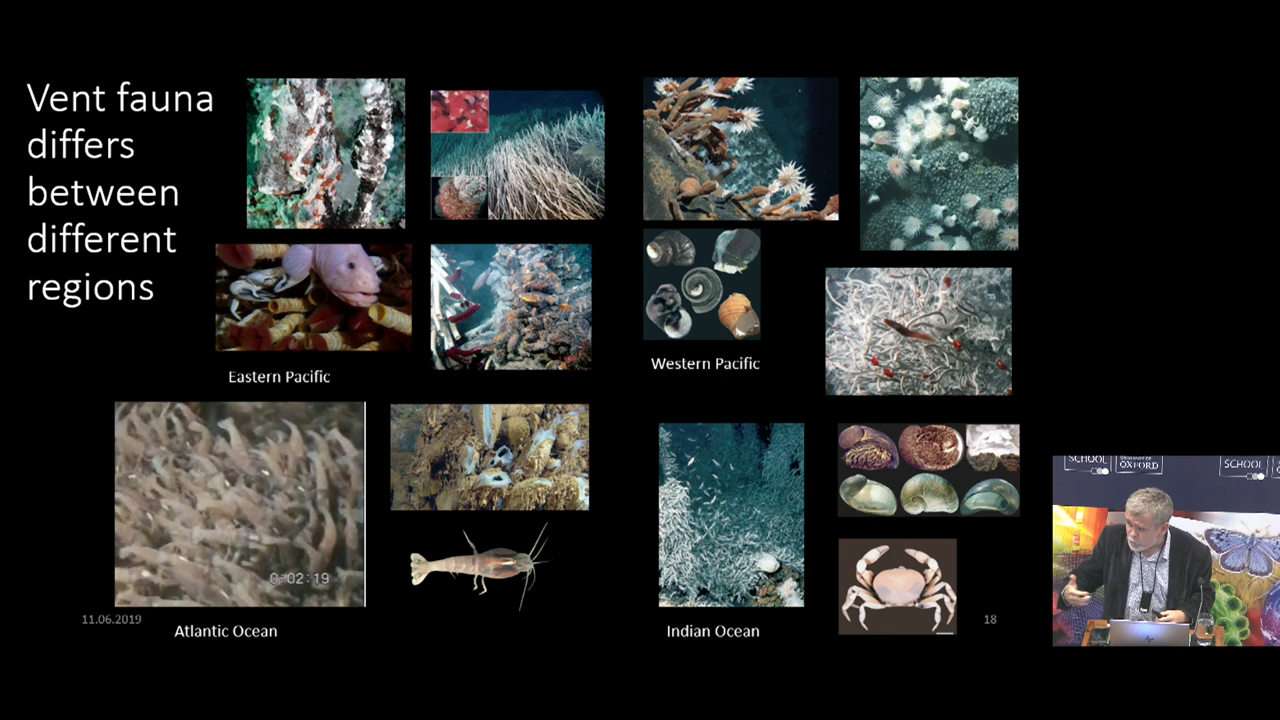 Vent fauna
differs
between
different
regions
Eastern Pacific
Western Pacific
0:02:19
11.06.2019
Atlantic Ocean
Indian Ocean
18
SCHOOL
OXFORD
SCHOOL